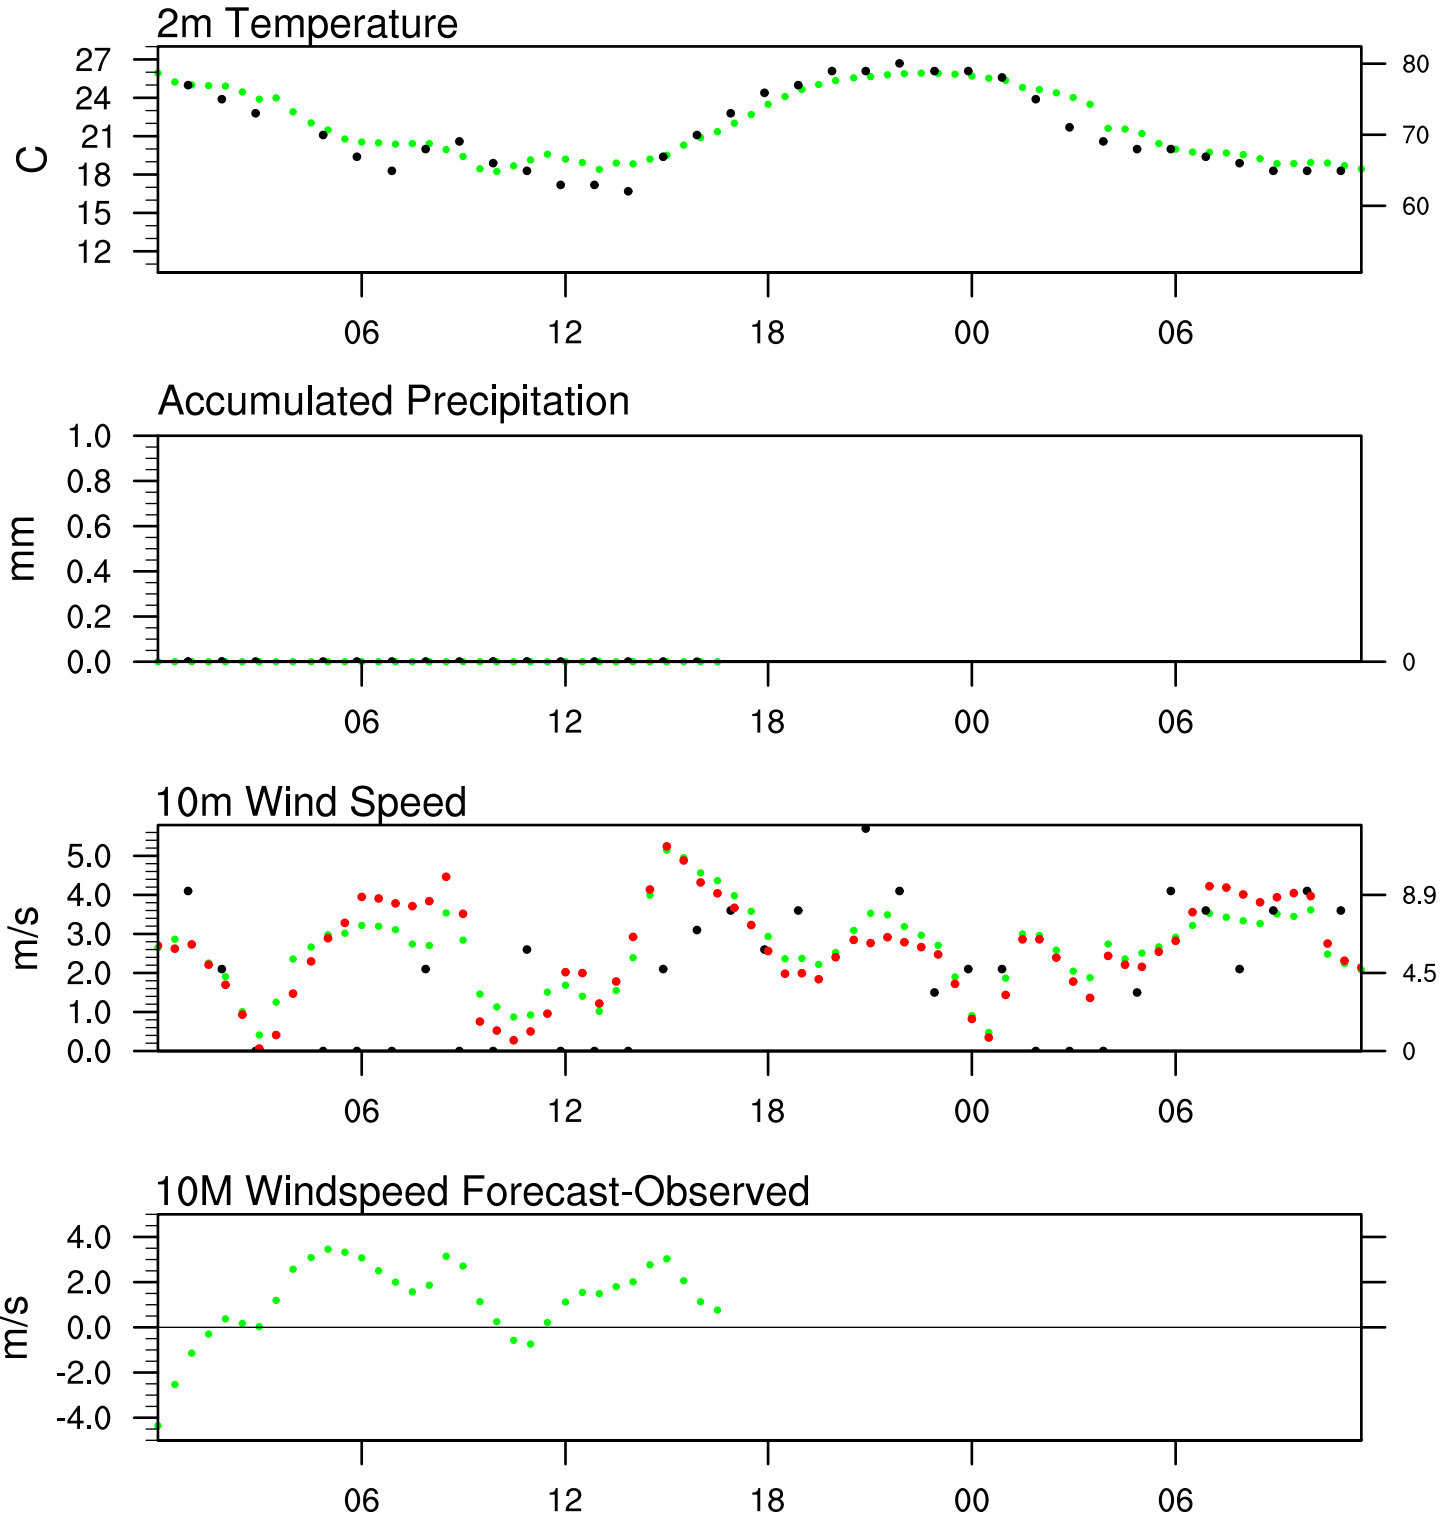 2m Temperature
27
24
21
18
15
12
C
80
70
60
06 12 18 00 06
Accumulated Precipitation
1.0
0.8
0.6
0.4
0.2
0.0
mm
0
06 12 18 00 06
10m Wind Speed
5.0
4.0
3.0
2.0
1.0
0.0
m/s
8.9
4.5
0
06 12 18 00 06
10M Windspeed Forecast-Observed
4.0
2.0
0.0
-2.0
-4.0
m/s
06 12 18 00 06